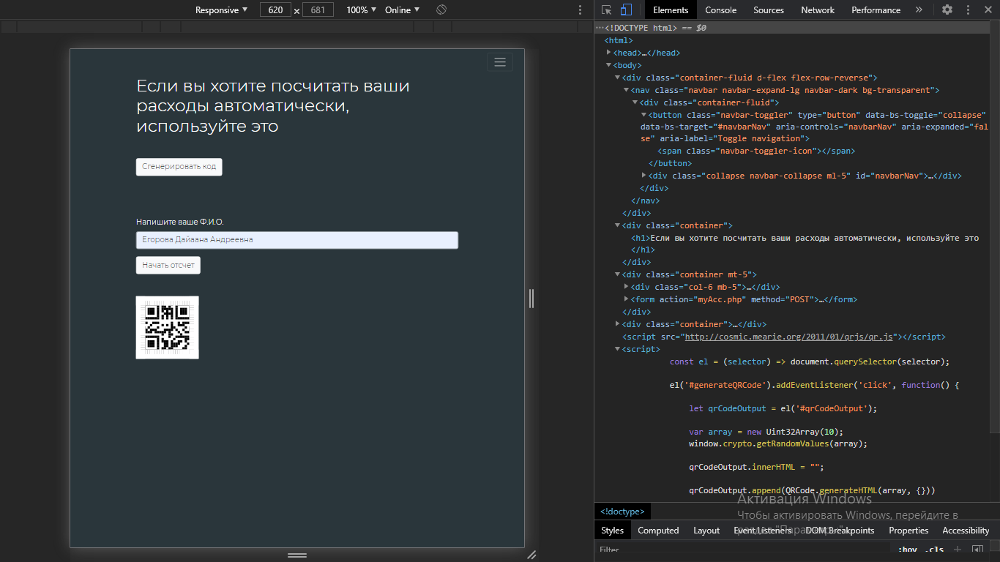 Responsive ▼ 620 × 681 100% ▼ Online ▼
Elements Console Sources Network Performance »
Если вы хотите посчитать ваши
расходы автоматически,
используйте это
Сгенерировать код
Напишите ваше Ф.И.О.
Егорова Дайаана Андреевна
Начать отсчет
···<!DOCTYPE html> == $0
<html>
▶<head>…</head>
▼<body>
▼<div class="container-fluid d-flex flex-row-reverse">
▼<nav class="navbar navbar-expand-lg navbar-dark bg-transparent">
▼<div class="container-fluid">
▼<button class="navbar-toggler" type="button" data-bs-toggle="collapse"
data-bs-target="#navbarNav" aria-controls="navbarNav" aria-expanded="fal
se" aria-label="Toggle navigation">
<span class="navbar-toggler-icon"></span>
</button>
▶<div class="collapse navbar-collapse ml-5" id="navbarNav">…</div>
</div>
</nav>
</div>
▼<div class="container">
<h1>Если вы хотите посчитать ваши расходы автоматически, используйте это
</h1>
</div>
▼<div class="container mt-5">
▶<div class="col-6 mb-5">…</div>
▶<form action="myAcc.php" method="POST">…</form>
</div>
▶<div class="container">…</div>
<script src="http://cosmic.mearie.org/2011/01/qrjs/qr.js"></script>
▼<script>
const el = (selector) => document.querySelector(selector);
el('#generateQRCode').addEventListener('click', function() {
let qrCodeOutput = el('#qrCodeOutput');
var array = new Uint32Array(10);
window.crypto.getRandomValues(array);
qrCodeOutput.innerHTML = "";
qrCodeOutput.append(QRCode.generateHTML(array, {}))
Активация Windows
<!doctype>
Чтобы активировать Windows, перейдите в
раздел "Параметры".
Styles Computed Layout Event Listeners DOM Breakpoints Properties Accessibility
Filter :hov .cls +